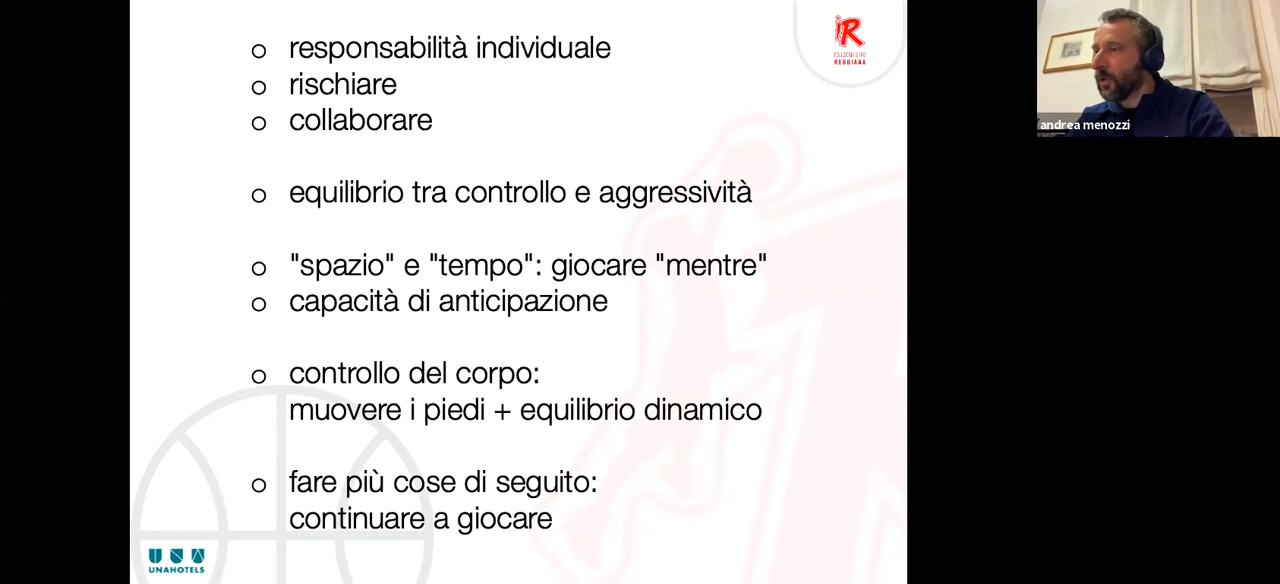 responsabilità individuale
rischiare
collaborare
equilibrio tra controllo e aggressività
"spazio" e "tempo": giocare "mentre"
capacità di anticipazione
controllo del corpo:
muovere i piedi + equilibrio dinamico
fare più cose di seguito:
continuare a giocare
UNAHOTELS
REGGIANA
andrea menozzi